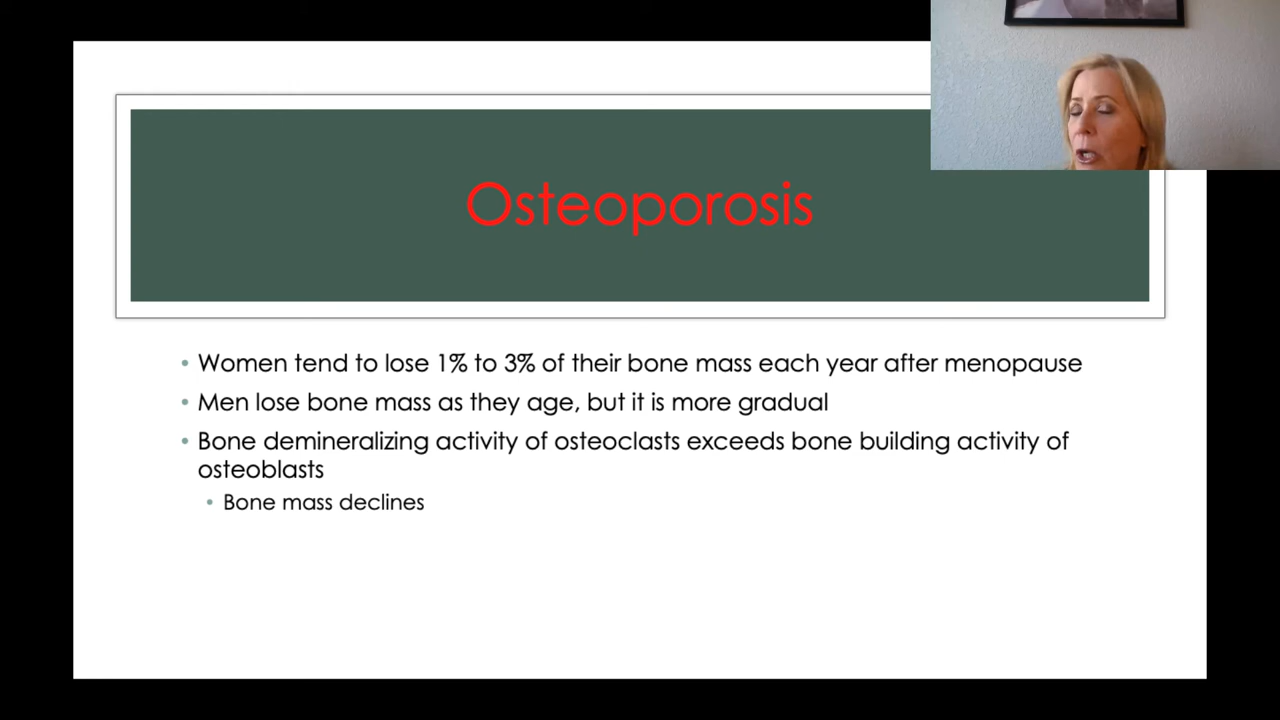 Osteoporosis
• Women tend to lose 1% to 3% of their bone mass each year after menopause
• Men lose bone mass as they age, but it is more gradual
• Bone demineralizing activity of osteoclasts exceeds bone building activity of
osteoblasts
• Bone mass declines